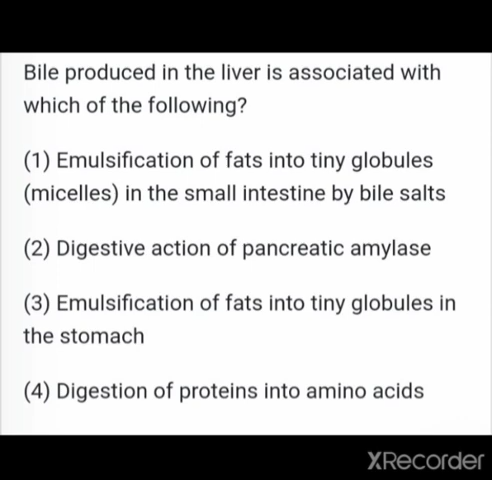 Bile produced in the liver is associated with
which of the following?
(1) Emulsification of fats into tiny globules
(micelles) in the small intestine by bile salts
(2) Digestive action of pancreatic amylase
(3) Emulsification of fats into tiny globules in
the stomach
(4) Digestion of proteins into amino acids
XRecorder